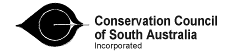 Conservation Council
of South Australia
Incorporated